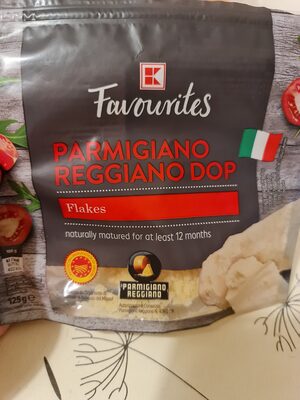 K
Favourites
PARMIGIANO
REGGIANO DOP
Flakes
naturally matured for at least 12 months
125g
PARMIGIANO
REGGIANO